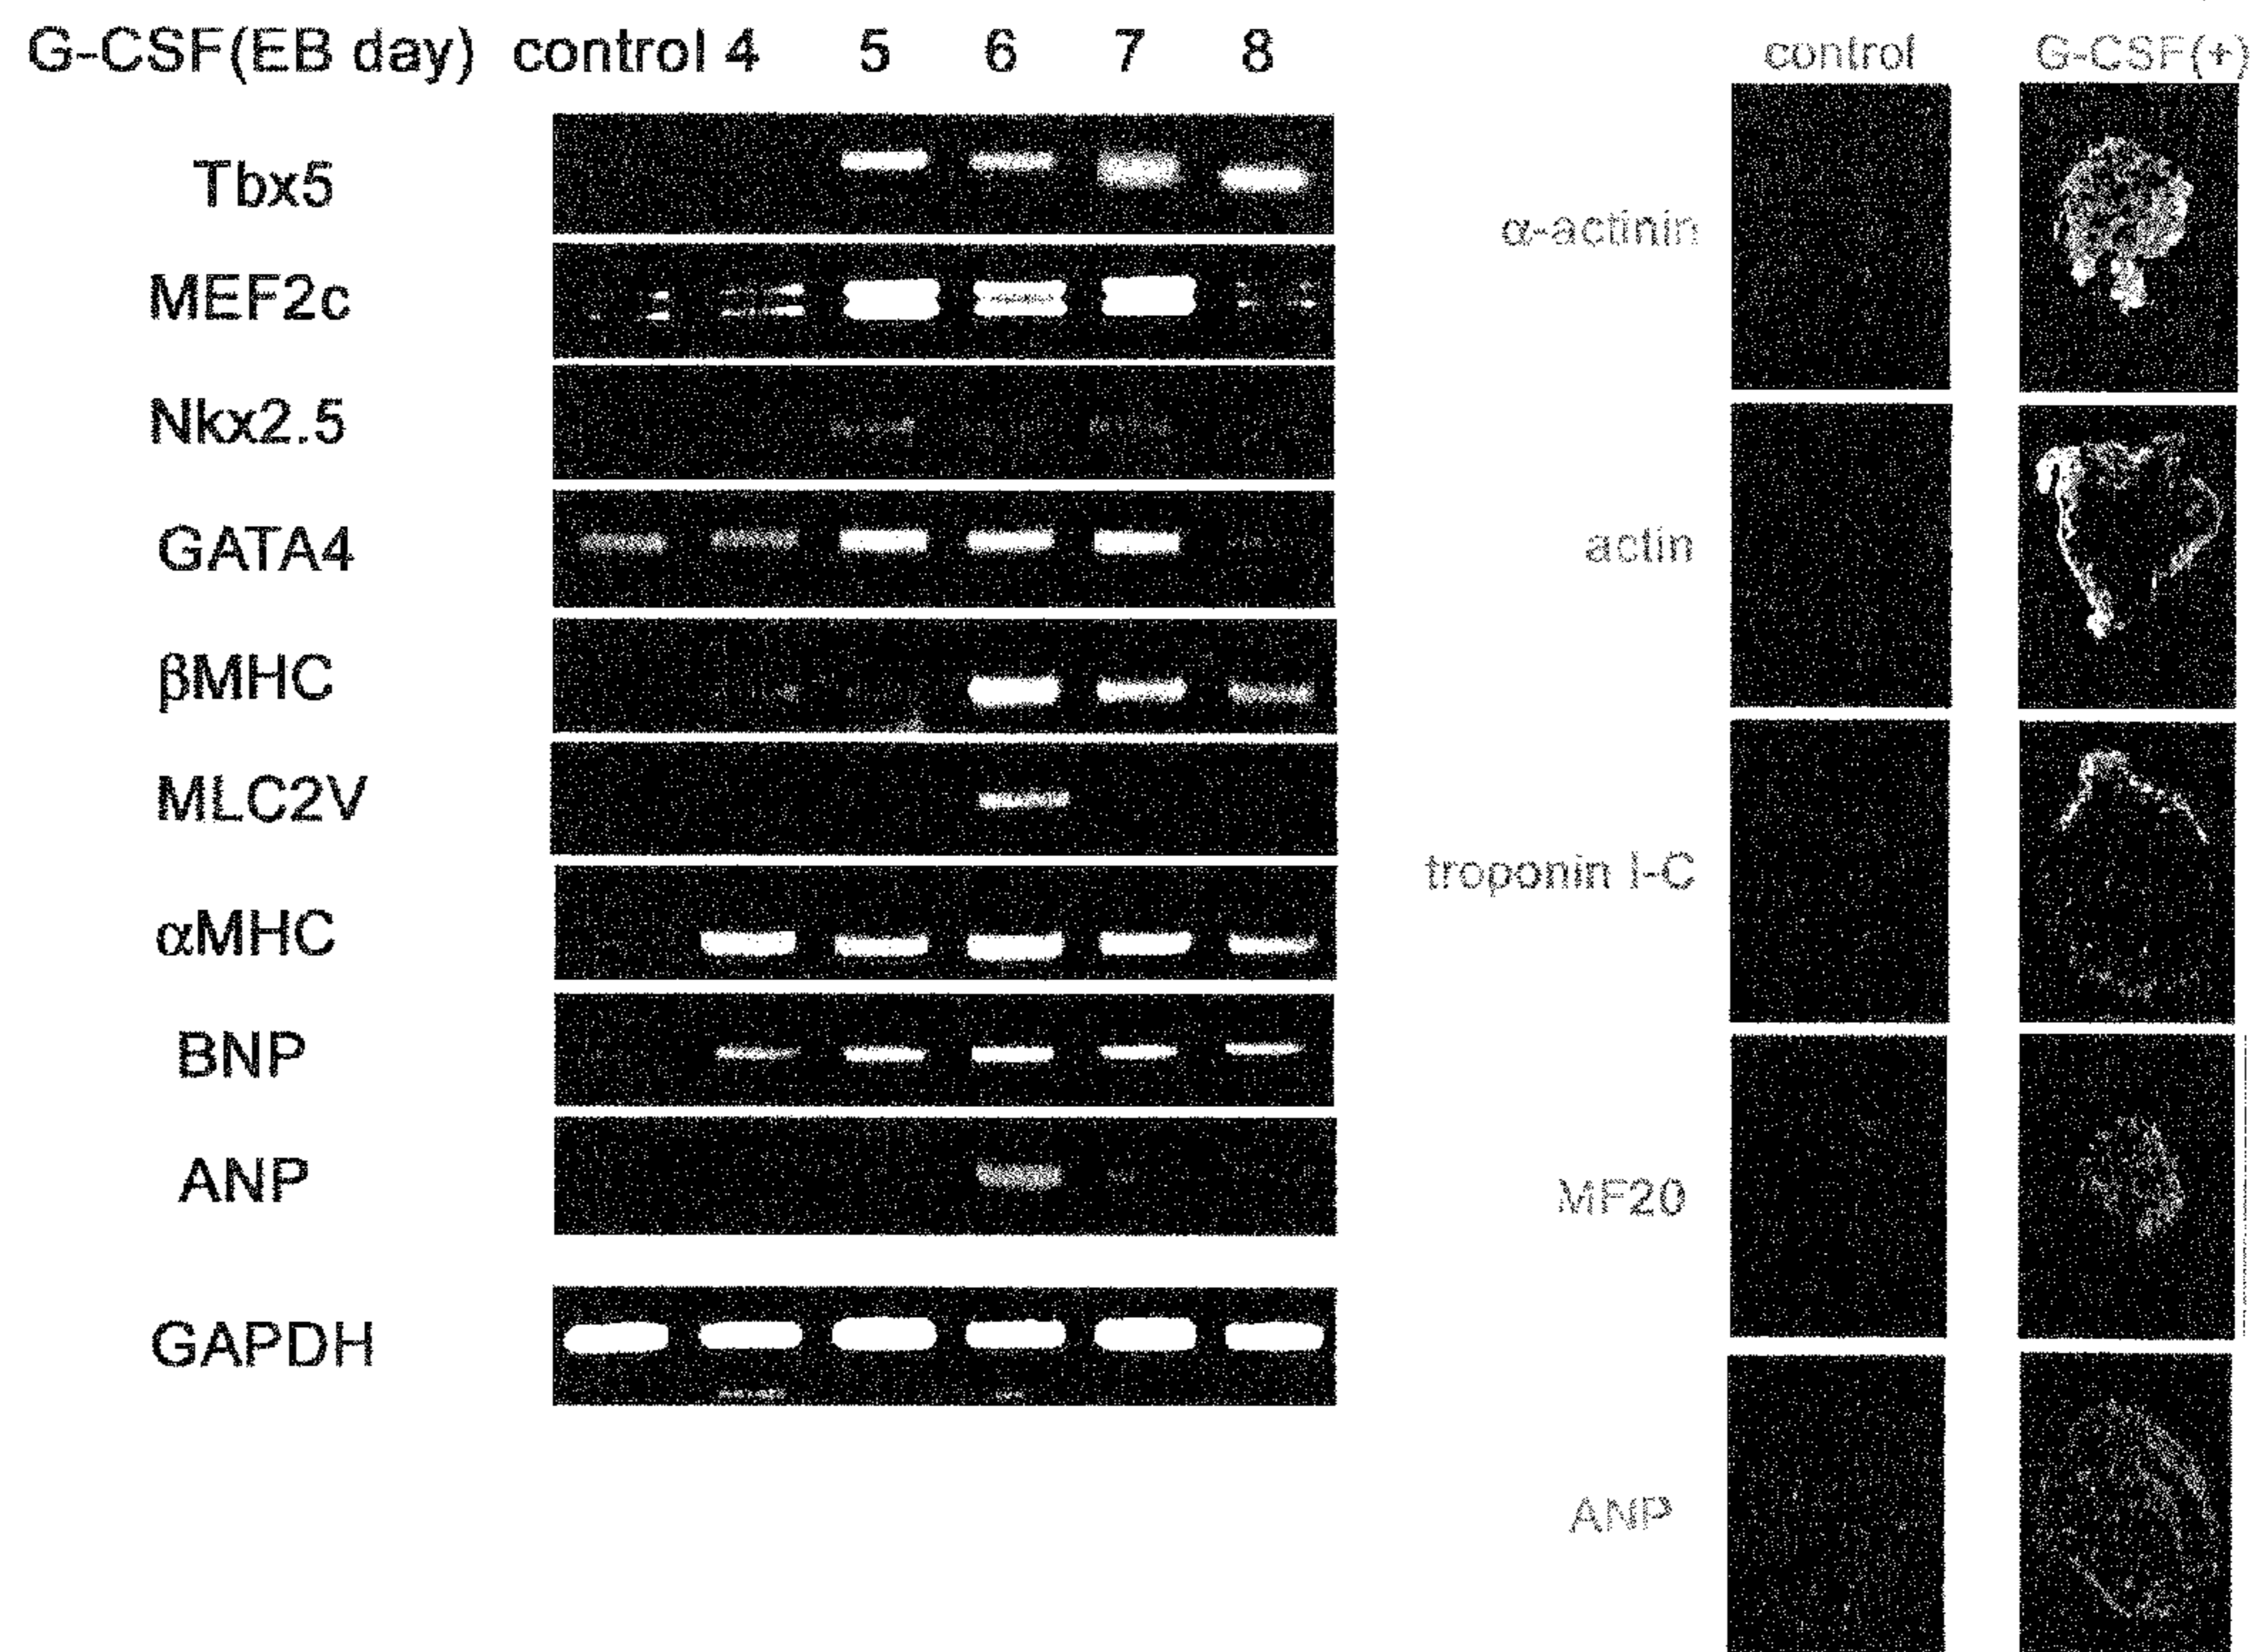 G-CSF(EB day) control 4 5 6 7 8
Tbx5
MEF2c
Nkx2.5
GATA4
βMHC
MLC2V
αMHC
BNP
ANP
GAPDH
control G-CSF(+)
α-actinin
actin
troponin I-C
MF20
ANP